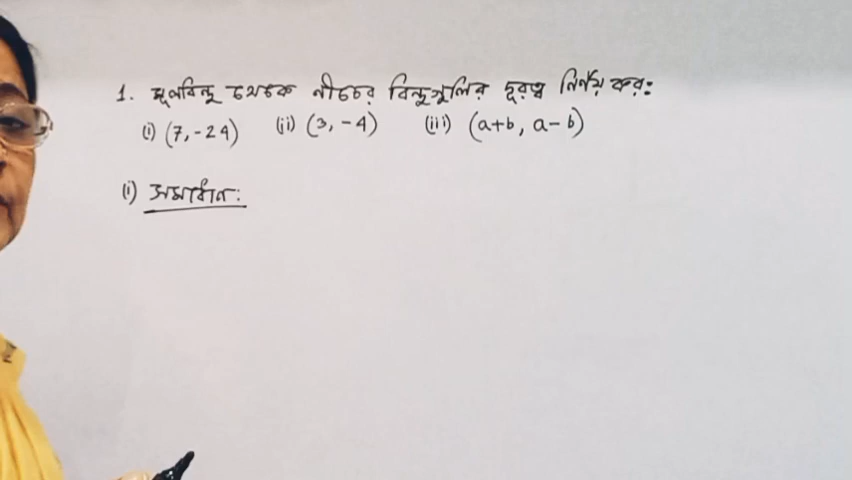 1. মূলবিন্দু থেকে নীচের বিন্দুগুলির দূরত্ব নির্ণয় কর:
(i) (7, -24) (ii) (3, -4) (iii) (a+b, a-b)
(i) সমাধান: